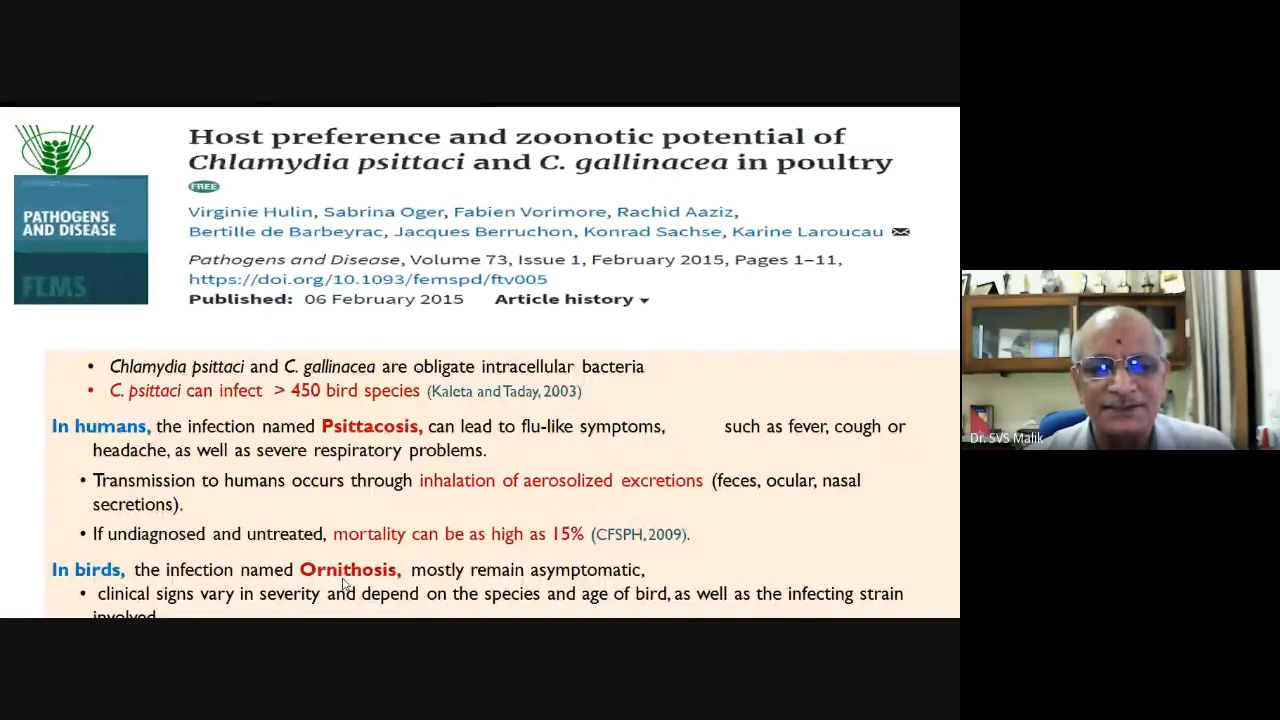 Host preference and zoonotic potential of
Chlamydia psittaci and C. gallinacea in poultry
FREE
PATHOGENS
AND DISEASE
FEMS
Virginie Hulin, Sabrina Oger, Fabien Vorimore, Rachid Aaziz,
Bertille de Barbeyrac, Jacques Berruchon, Konrad Sachse, Karine Laroucau
Pathogens and Disease, Volume 73, Issue 1, February 2015, Pages 1–11,
https://doi.org/10.1093/femspd/ftv005
Published: 06 February 2015 Article history
• Chlamydia psittaci and C. gallinacea are obligate intracellular bacteria
• C. psittaci can infect > 450 bird species (Kaleta and Taday, 2003)
In humans, the infection named Psittacosis, can lead to flu-like symptoms, such as fever, cough or
headache, as well as severe respiratory problems.
• Transmission to humans occurs through inhalation of aerosolized excretions (feces, ocular, nasal
secretions).
• If undiagnosed and untreated, mortality can be as high as 15% (CFSPH, 2009).
In birds, the infection named Ornithosis, mostly remain asymptomatic,
• clinical signs vary in severity and depend on the species and age of bird, as well as the infecting strain
involved
Dr. SVS Malik